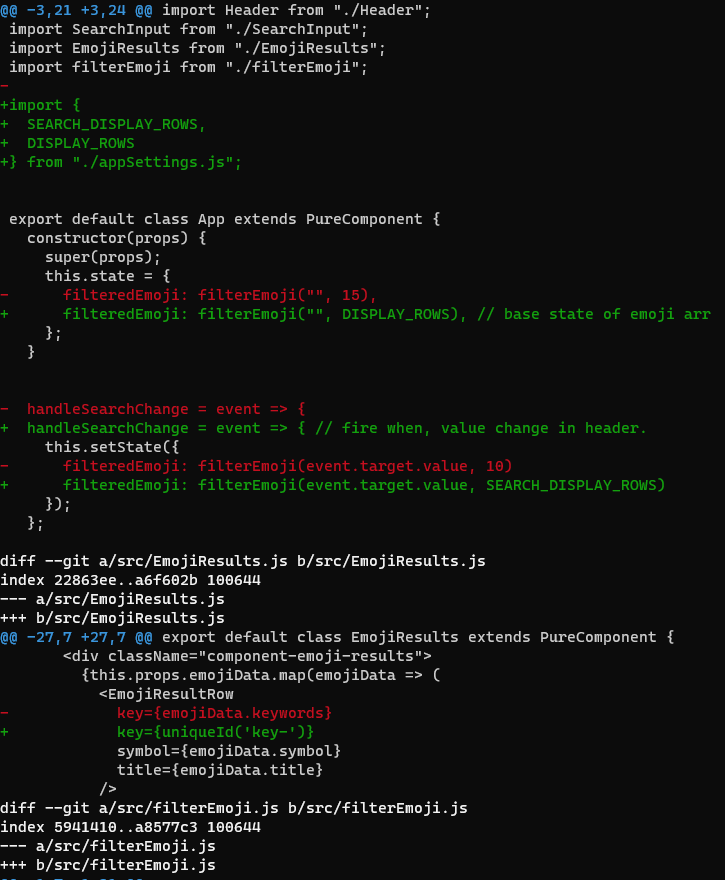 @@ -3,21 +3,24 @@ import Header from "./Header";
 import SearchInput from "./SearchInput";
 import EmojiResults from "./EmojiResults";
 import filterEmoji from "./filterEmoji";
-
+import {
+  SEARCH_DISPLAY_ROWS,
+  DISPLAY_ROWS
+} from "./appSettings.js";
 export default class App extends PureComponent {
   constructor(props) {
     super(props);
     this.state = {
-      filteredEmoji: filterEmoji("", 15),
+      filteredEmoji: filterEmoji("", DISPLAY_ROWS), // base state of emoji arr
     };
   }
-  handleSearchChange = event => {
+  handleSearchChange = event => { // fire when, value change in header.
     this.setState({
-      filteredEmoji: filterEmoji(event.target.value, 10)
+      filteredEmoji: filterEmoji(event.target.value, SEARCH_DISPLAY_ROWS)
     });
   };
diff --git a/src/EmojiResults.js b/src/EmojiResults.js
index 22863ee..a6f602b 100644
--- a/src/EmojiResults.js
+++ b/src/EmojiResults.js
@@ -27,7 +27,7 @@ export default class EmojiResults extends PureComponent {
       <div className="component-emoji-results">
         {this.props.emojiData.map(emojiData => (
           <EmojiResultRow
-            key={emojiData.keywords}
+            key={uniqueId('key-')}
             symbol={emojiData.symbol}
             title={emojiData.title}
           />
diff --git a/src/filterEmoji.js b/src/filterEmoji.js
index 5941410..a8577c3 100644
--- a/src/filterEmoji.js
+++ b/src/filterEmoji.js